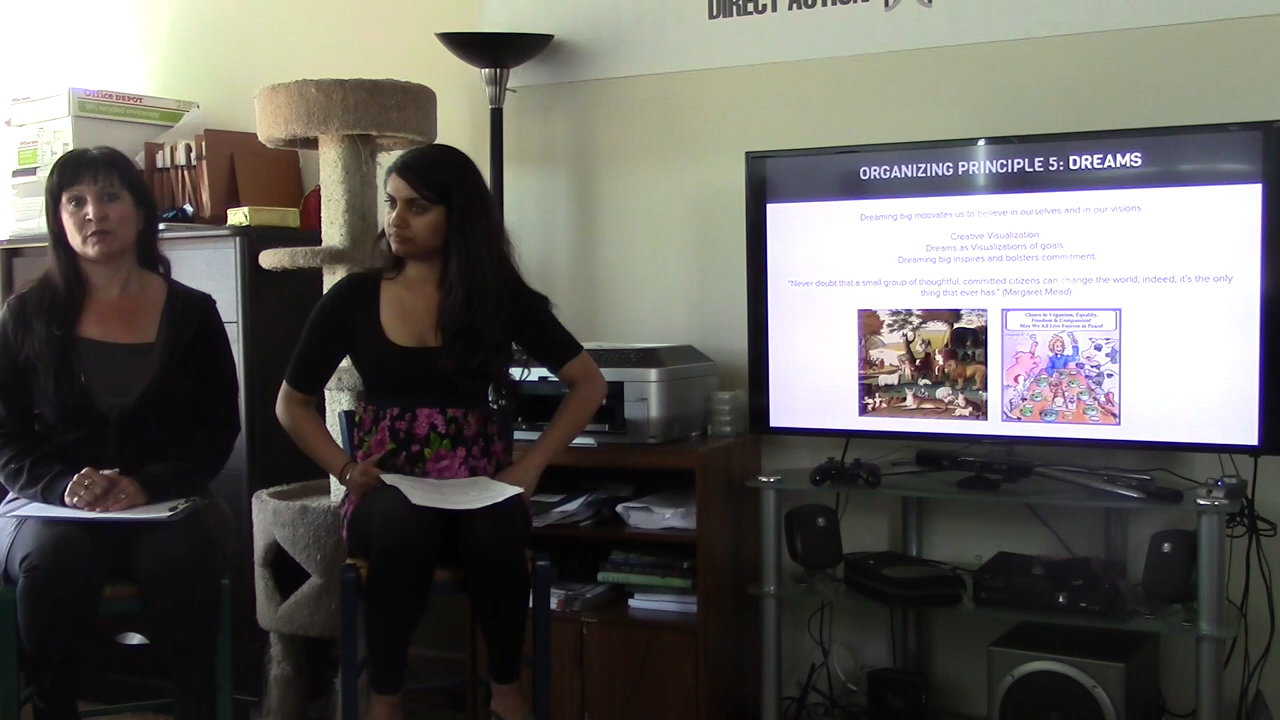 DIRECT ACTION
Office DEPOT
ORGANIZING PRINCIPLE 5: DREAMS
Dreaming big motivates us to believe in ourselves and in our visions.
Creative Visualization
Dreams as Visualizations of goals.
Dreaming big inspires and bolsters commitment.
"Never doubt that a small group of thoughtful, committed citizens can change the world; indeed, it's the only
thing that ever has." (Margaret Mead)
Cheers to Veganism, Equality,
Freedom & Compassion!
May We All Live Forever in Peace!